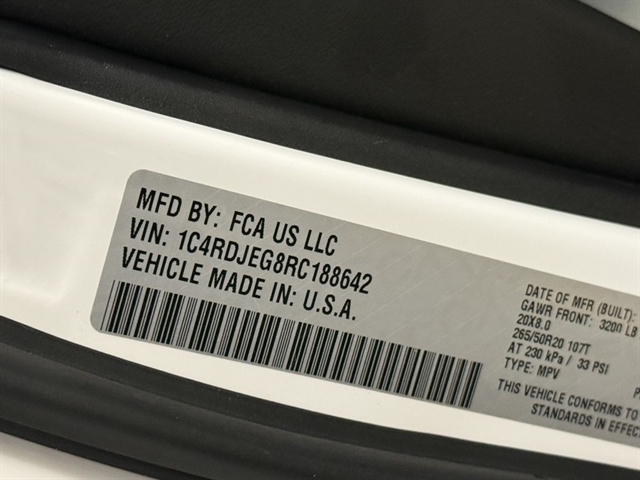 MFD BY: FCA US LLC
VIN: 1C4RDJEG8RC188642
VEHICLE MADE IN: U.S.A.
DATE OF MFR (BUILT):
GAWR FRONT: 3200 LB
20X8.0
265/50R20 107T
AT 230 kPa / 33 PSI
TYPE: MPV
THIS VEHICLE CONFORMS TO
STANDARDS IN EFFECT